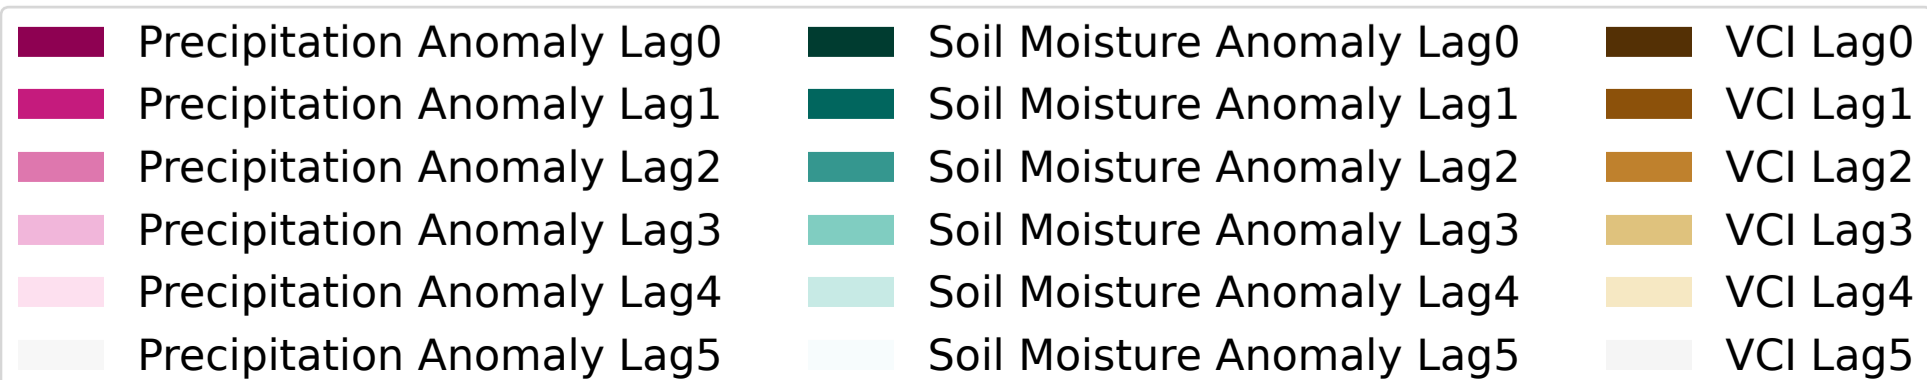 Precipitation Anomaly Lag0 Soil Moisture Anomaly Lag0 VCI Lag0
Precipitation Anomaly Lag1 Soil Moisture Anomaly Lag1 VCI Lag1
Precipitation Anomaly Lag2 Soil Moisture Anomaly Lag2 VCI Lag2
Precipitation Anomaly Lag3 Soil Moisture Anomaly Lag3 VCI Lag3
Precipitation Anomaly Lag4 Soil Moisture Anomaly Lag4 VCI Lag4
Precipitation Anomaly Lag5 Soil Moisture Anomaly Lag5 VCI Lag5